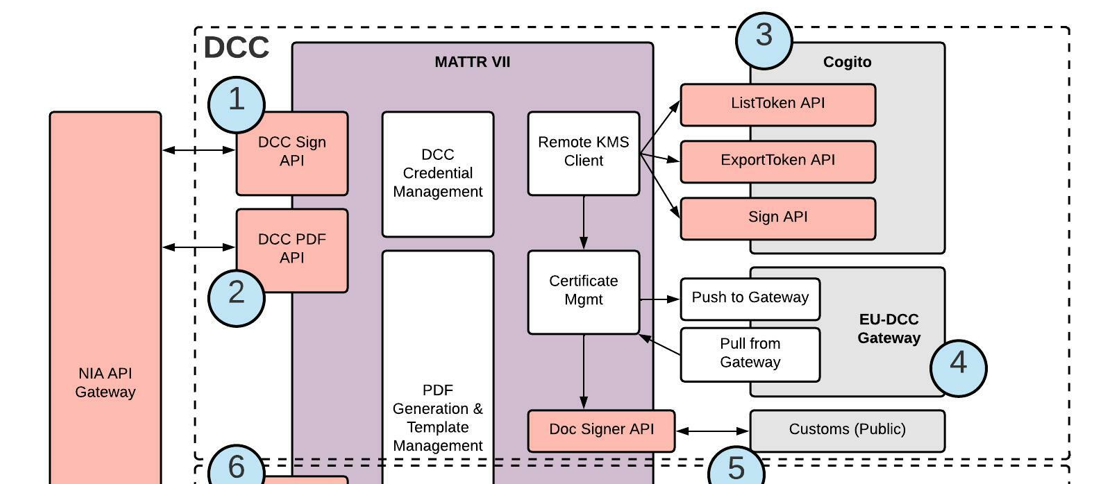 3
DCC
MATTR VII
Cogito
1
ListToken API
DCC Sign
API
DCC
Credential
Management
Remote KMS
Client
ExportToken API
Sign API
DCC PDF
API
2
Certificate
Mgmt
Push to Gateway
EU-DCC
Gateway
Pull from
Gateway
4
NIA API
Gateway
PDF
Generation &
Template
Management
Doc Signer API
Customs (Public)
6
5